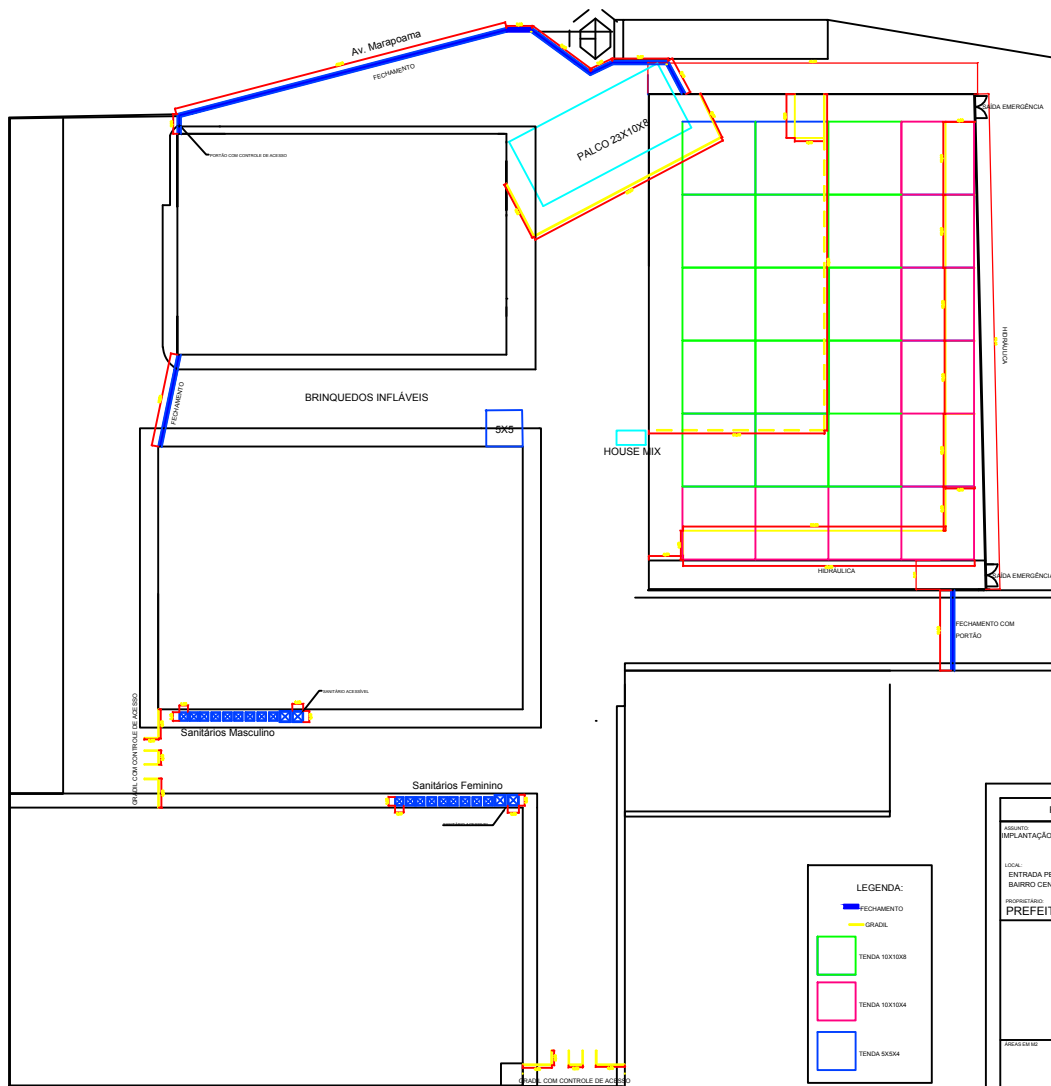 Av. Marapoama
FECHAMENTO
PORTÃO COM CONTROLE DE ACESSO
PALCO 23X10X8
SAÍDA EMERGÊNCIA
HIDRÁULICA
FECHAMENTO
BRINQUEDOS INFLÁVEIS
5X5
HOUSE MIX
HIDRÁULICA
SAÍDA EMERGÊNCIA
FECHAMENTO COM
PORTÃO
SANITÁRIO ACESSÍVEL
Sanitários Masculino
GRADIL COM CONTROLE DE ACESSO
Sanitários Feminino
GRADIL COM CONTROLE DE ACESSO
LEGENDA:
FECHAMENTO
GRADIL
TENDA 10X10X8
TENDA 10X10X4
TENDA 5X5X4
ASSUNTO:
IMPLANTAÇÃO
LOCAL:
ENTRADA PE
BAIRRO CEN
PROPRIETÁRIO:
PREFEIT
ÁREAS EM M2